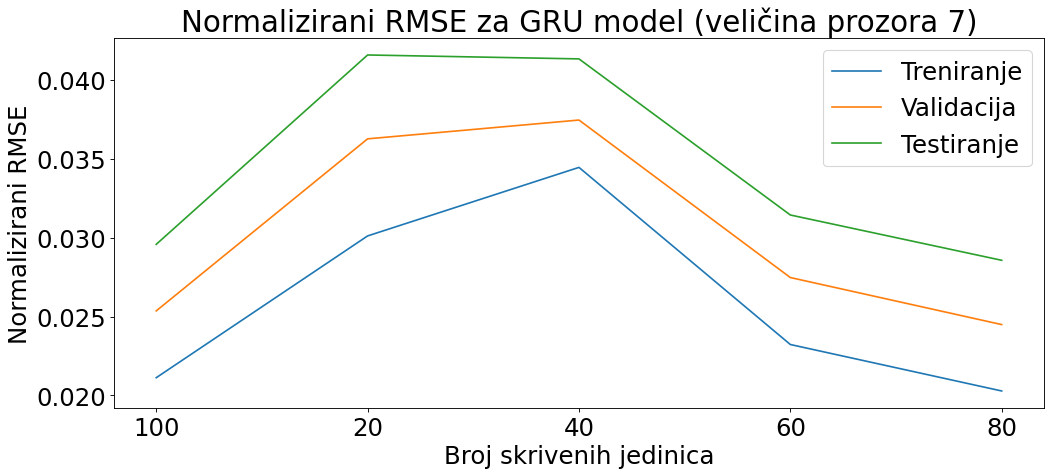 Normalizirani RMSE za GRU model (veličina prozora 7)
Treniranje
Validacija
Testiranje
Normalizirani RMSE
0.040
0.035
0.030
0.025
0.020
100 20 40 60 80
Broj skrivenih jedinica